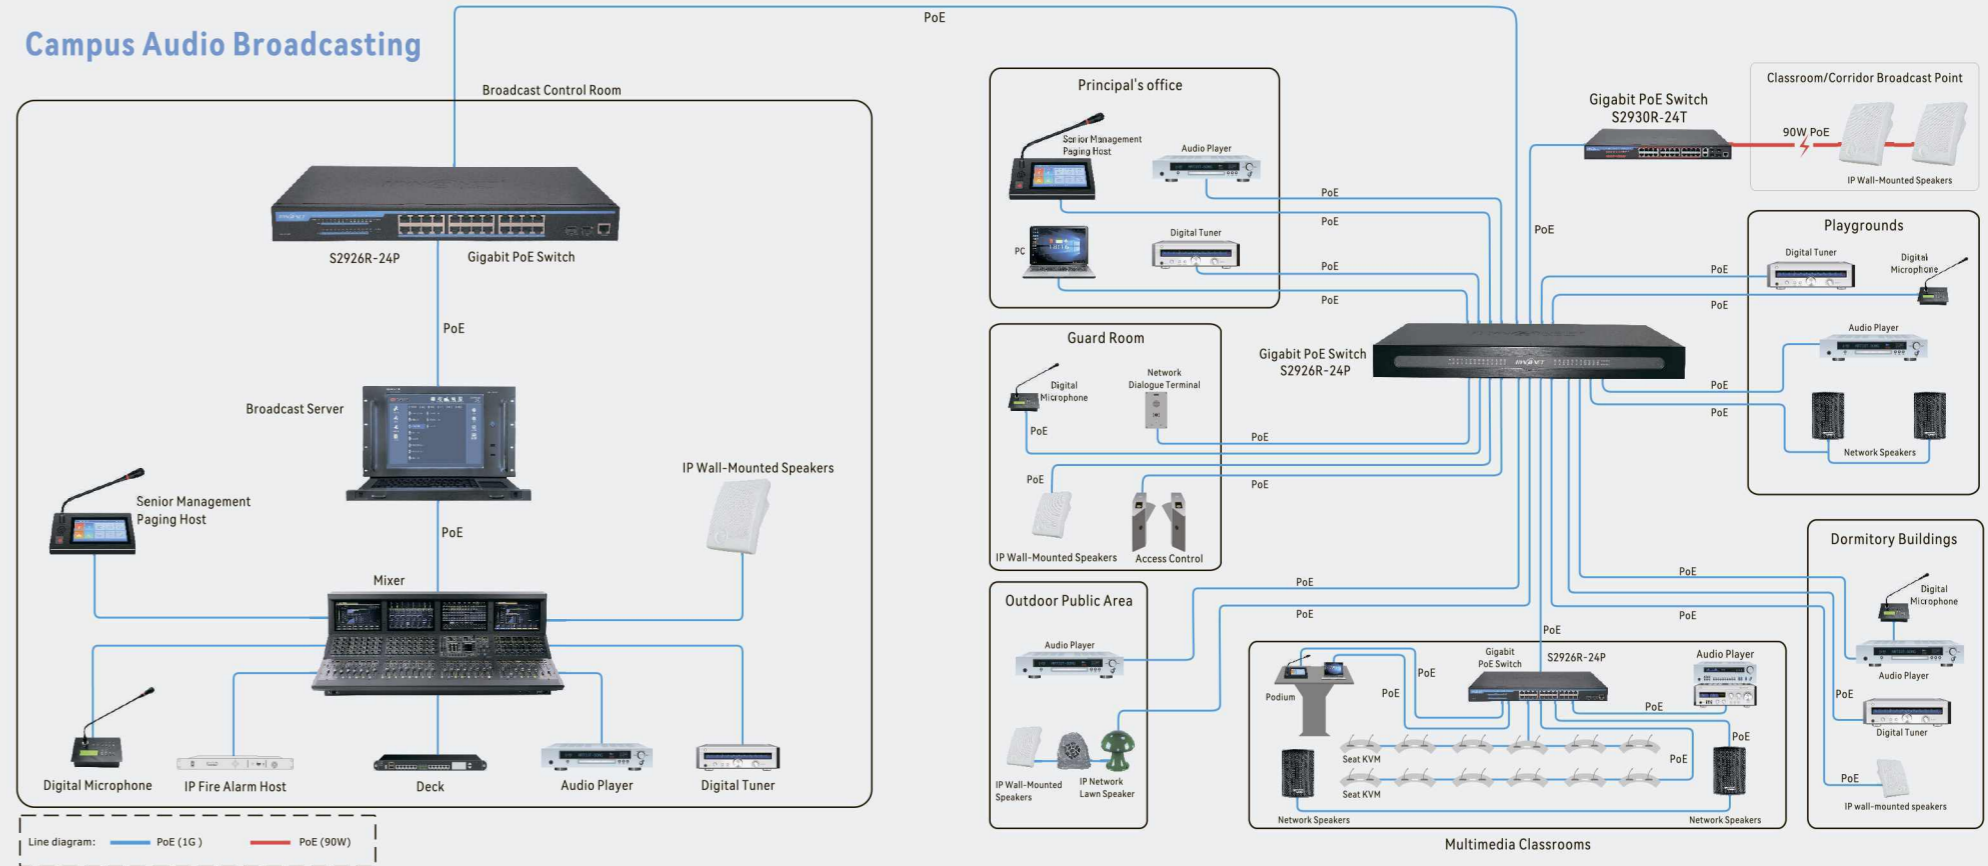 Campus Audio Broadcasting
PoE
Broadcast Control Room
S2926R-24P
Gigabit PoE Switch
PoE
Broadcast Server
PoE
Senior Management
Paging Host
IP Wall-Mounted Speakers
Mixer
Digital Microphone
IP Fire Alarm Host
Deck
Audio Player
Digital Tuner
Line diagram:
PoE (1G )
PoE (90W)
Principal's office
Senior Management
Paging Host
Audio Player
PC
Digital Tuner
PoE
PoE
PoE
PoE
Guard Room
Digital
Microphone
Network
Dialogue Terminal
PoE
PoE
PoE
PoE
IP Wall-Mounted Speakers
Access Control
Outdoor Public Area
Audio Player
PoE
PoE
IP Wall-Mounted
Speakers
IP Network
Lawn Speaker
Gigabit PoE Switch
S2926R-24P
Gigabit PoE Switch
S2930R-24T
PoE
90W PoE
Classroom/Corridor Broadcast Point
IP Wall-Mounted Speakers
Playgrounds
Digital Tuner
Digital
Microphone
PoE
PoE
Audio Player
PoE
PoE
Network Speakers
Dormitory Buildings
PoE
PoE
Digital
Microphone
Audio Player
PoE
Digital Tuner
PoE
IP wall-mounted speakers
PoE
Gigabit
PoE Switch
S2926R-24P
Audio Player
Podium
PoE
PoE
PoE
PoE
PoE
Seat KVM
Seat KVM
Network Speakers
Network Speakers
Multimedia Classrooms